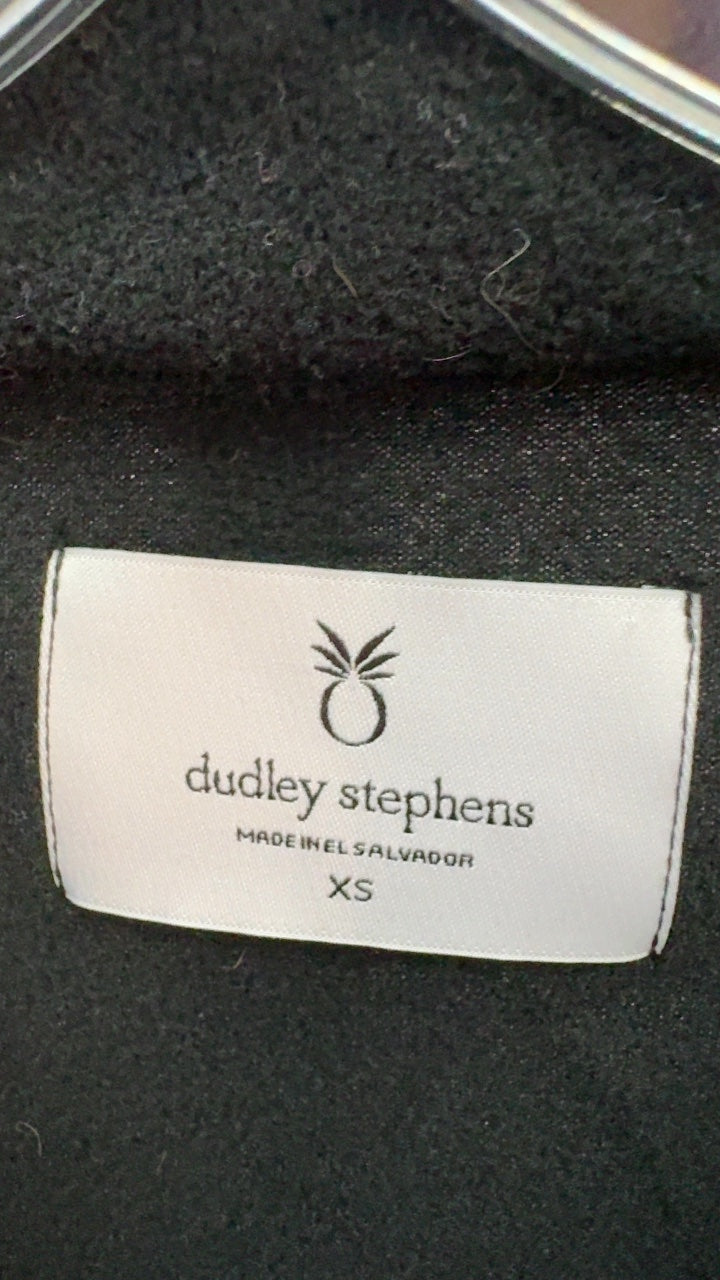 dudley stephens
MADE IN EL SALVADOR
XS